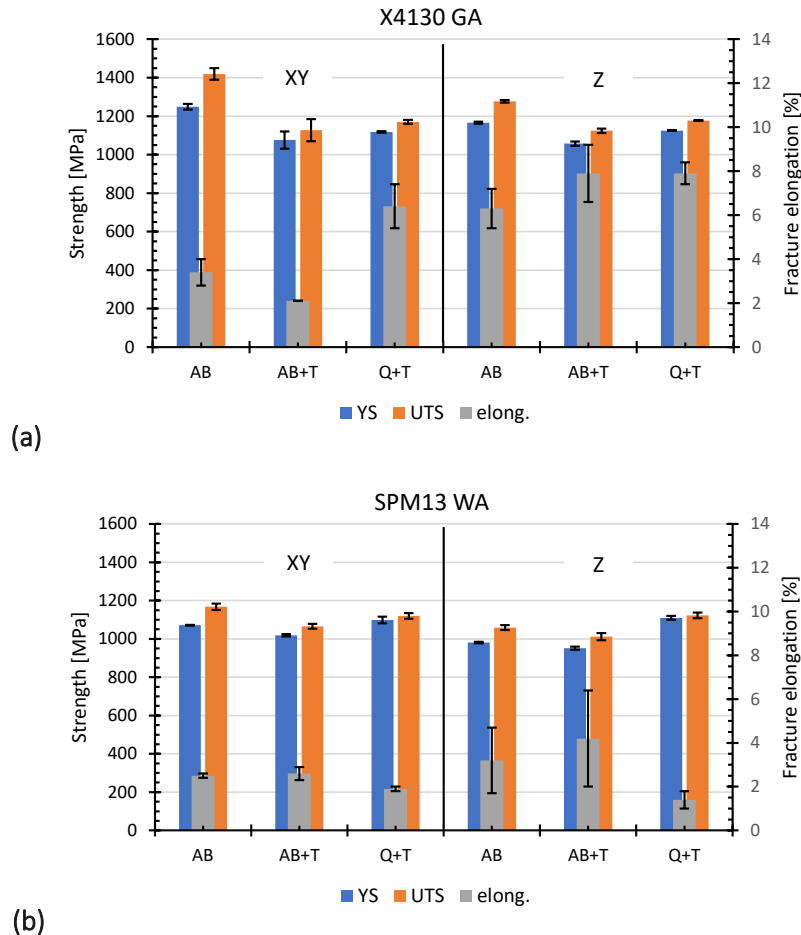 X4130 GA
Strength [MPa]
1600
1400
1200
1000
800
600
400
200
0
XY
Z
14
12
10
8
6
4
2
0
Fracture elongation [%]
AB AB+T Q+T AB AB+T Q+T
YS UTS elong.
(a)
SPM13 WA
Strength [MPa]
1600
1400
1200
1000
800
600
400
200
0
XY
Z
14
12
10
8
6
4
2
0
Fracture elongation [%]
AB AB+T Q+T AB AB+T Q+T
YS UTS elong.
(b)